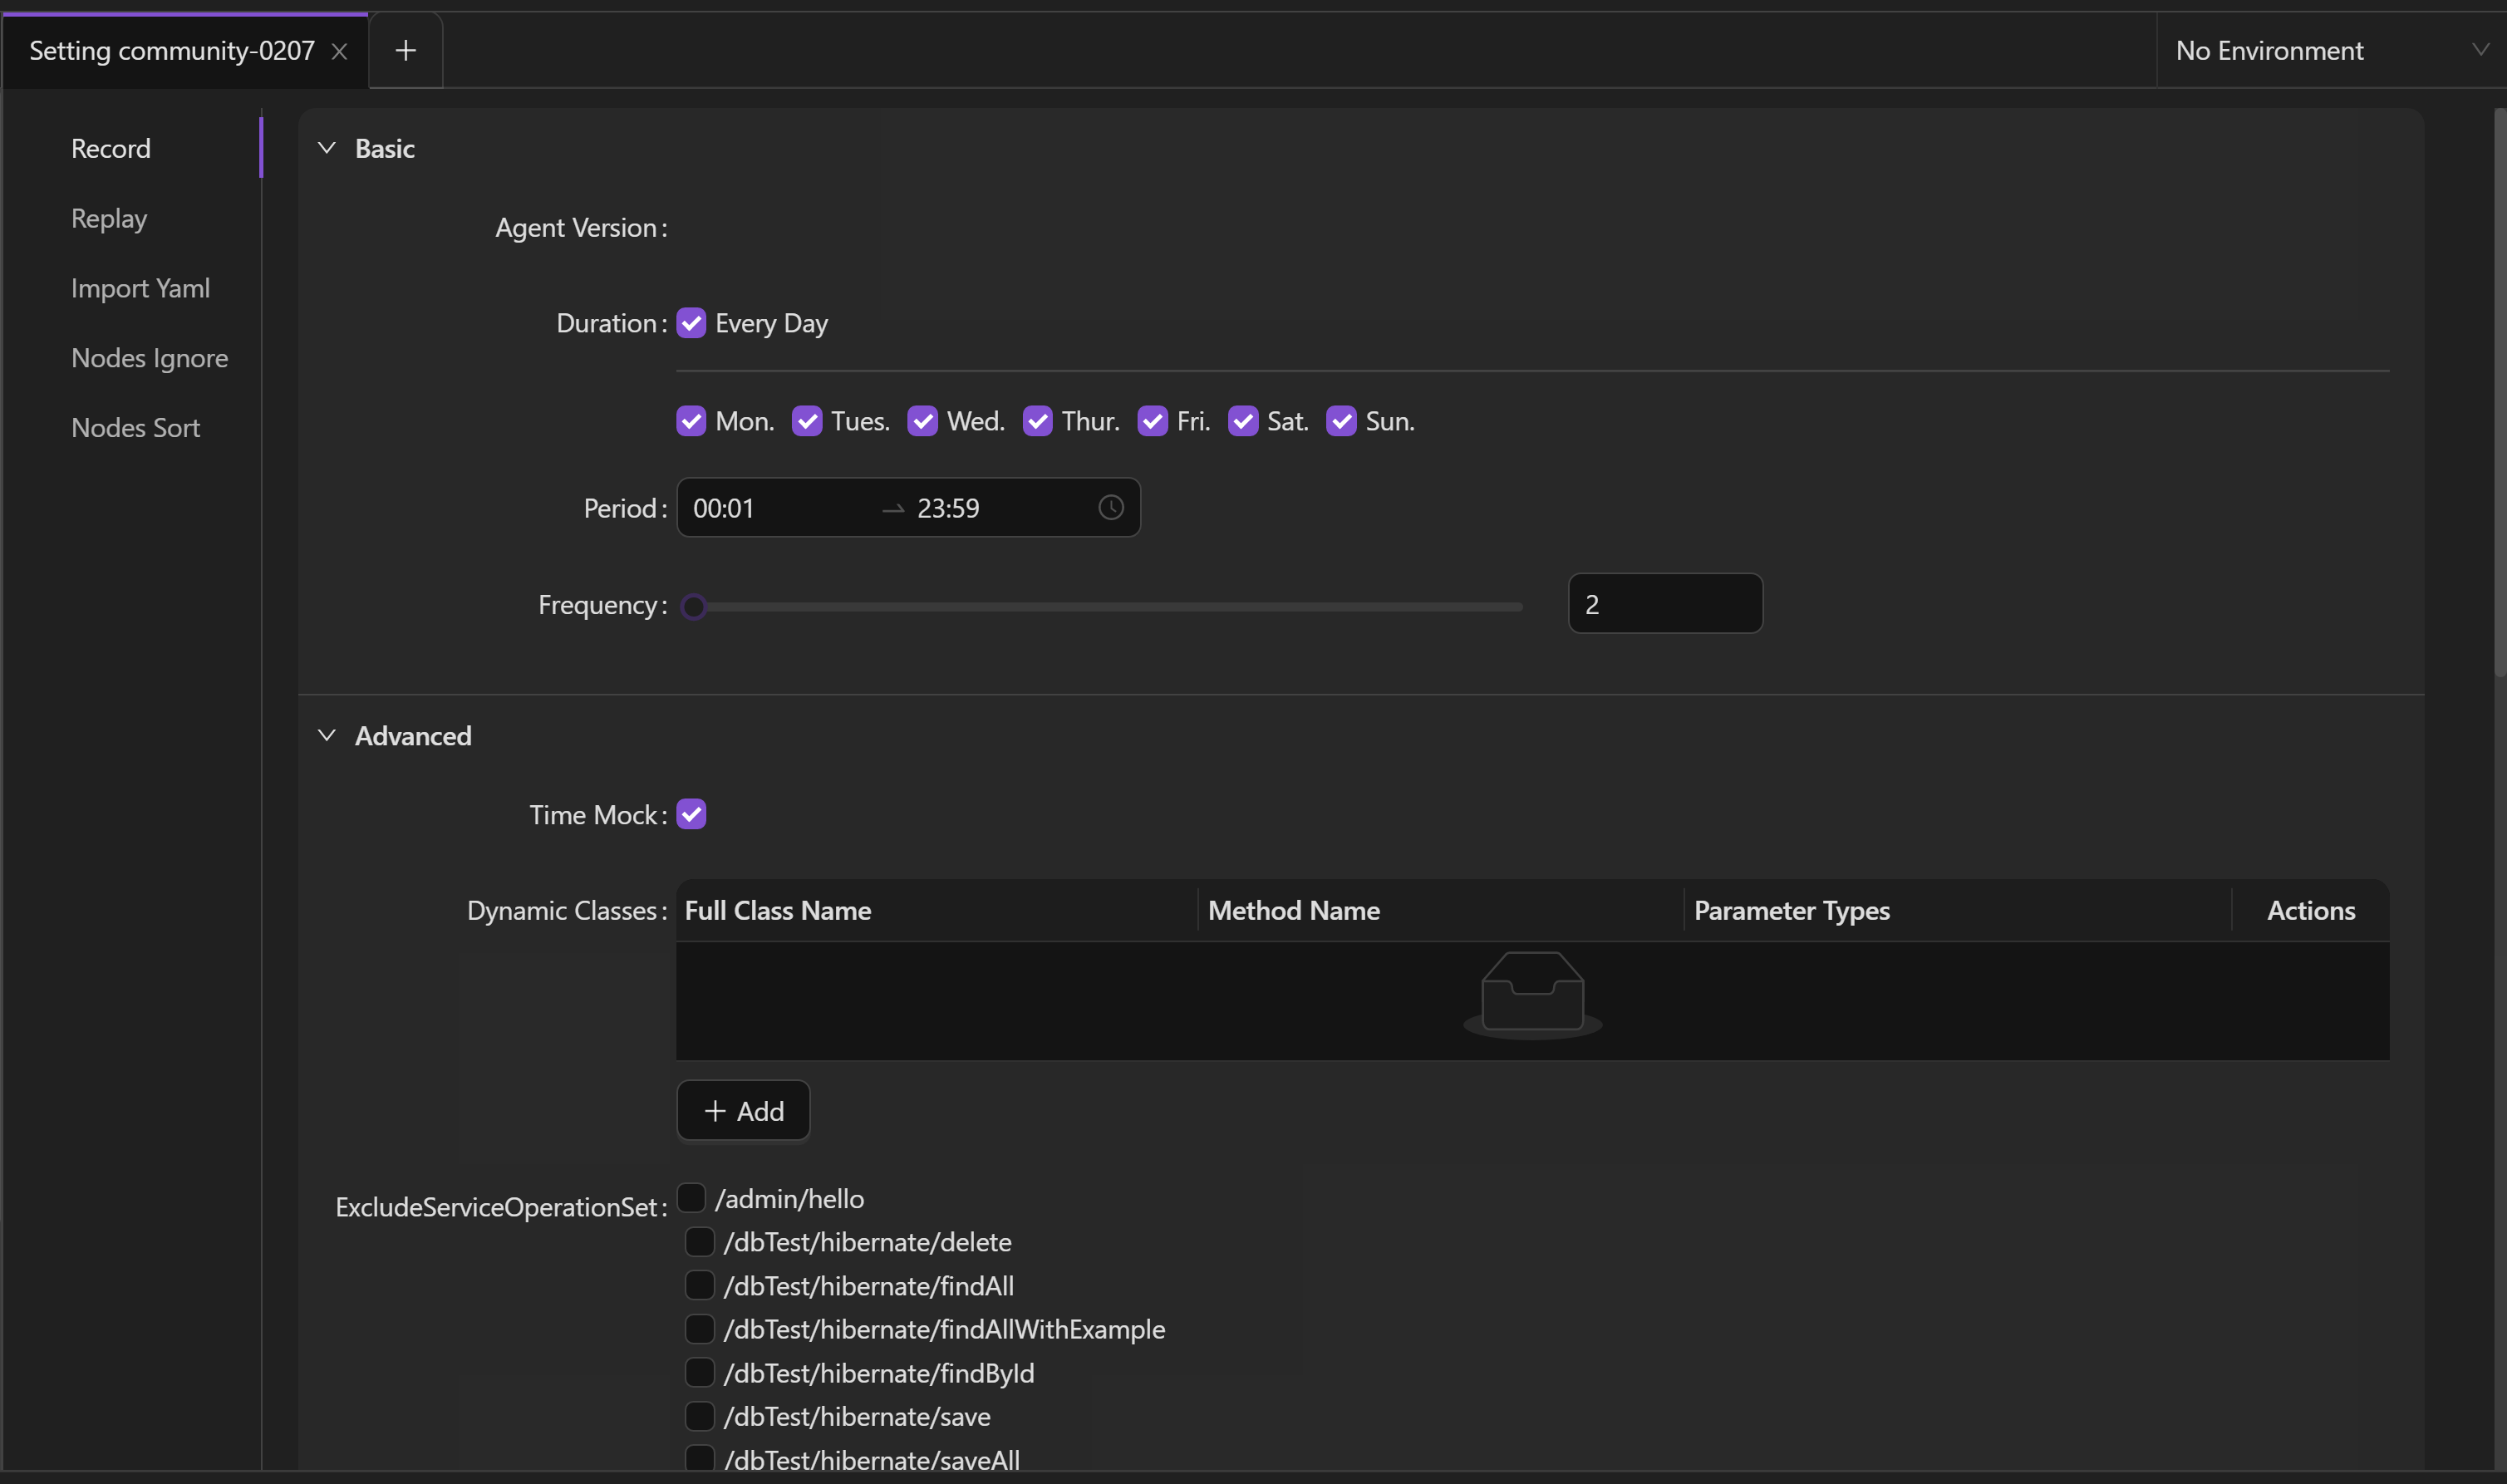 Setting community-0207
No Environment
Record
Replay
Import Yaml
Nodes Ignore
Nodes Sort
Basic
Agent Version:
Duration: Every Day
Mon. Tues. Wed. Thur. Fri. Sat. Sun.
Period: 00:01 → 23:59
Frequency: 2
Advanced
Time Mock:
Dynamic Classes: Full Class Name Method Name Parameter Types Actions
+ Add
ExcludeServiceOperationSet: /admin/hello
/dbTest/hibernate/delete
/dbTest/hibernate/findAll
/dbTest/hibernate/findAllWithExample
/dbTest/hibernate/findById
/dbTest/hibernate/save
/dbTest/hibernate/saveAll